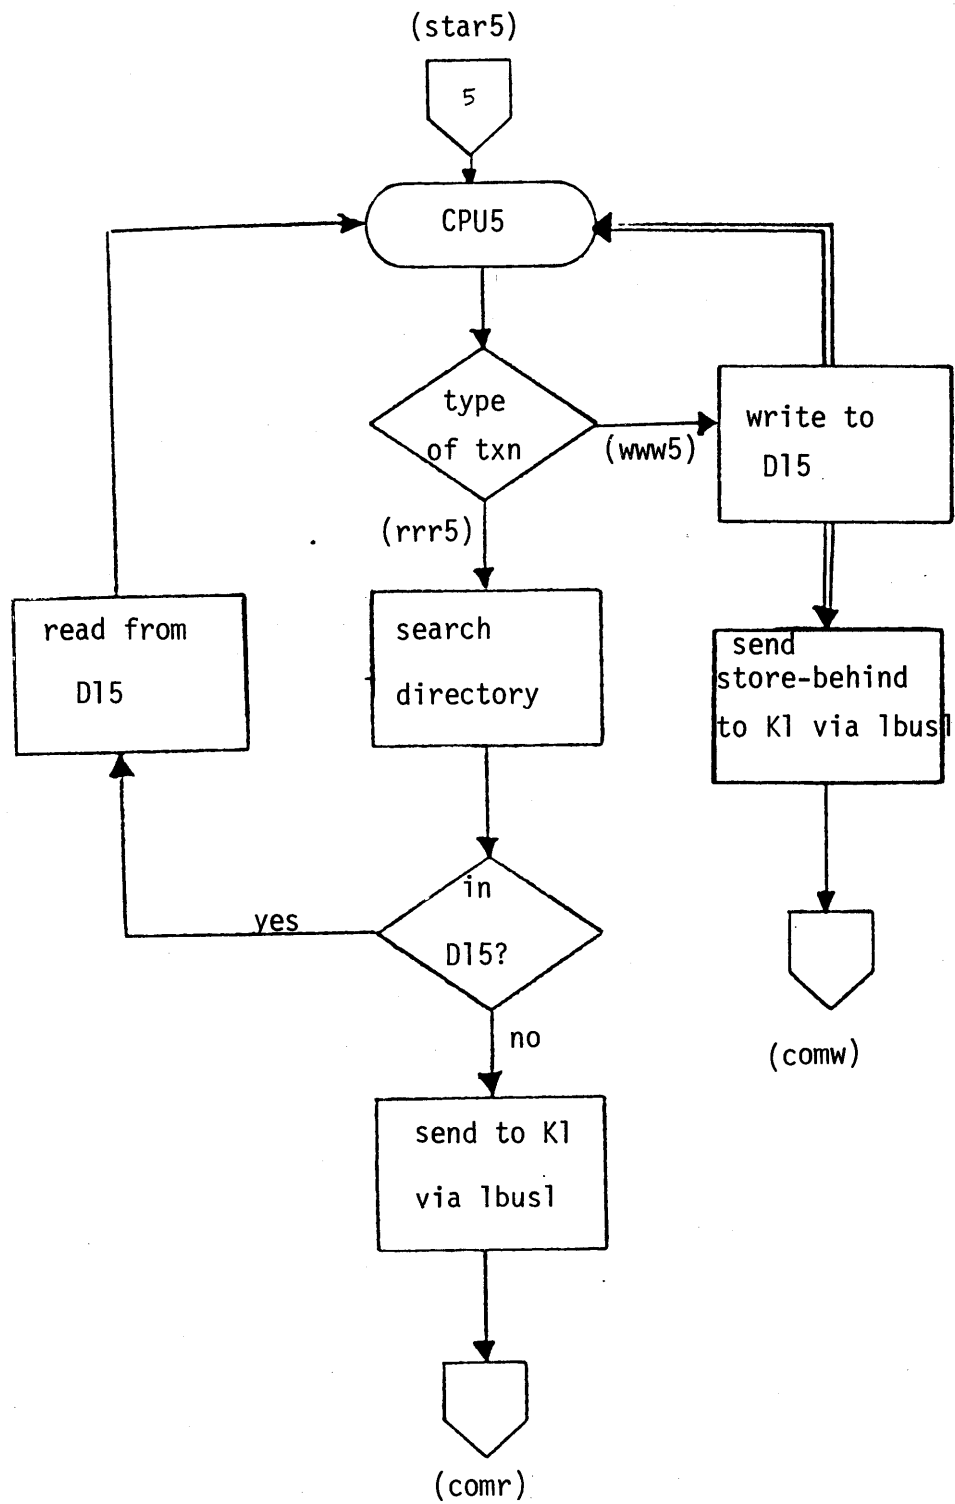 (star5)
5
CPU5
type
of txn
(www5)
write to
D15
(rrr5)
read from
D15
search
directory
send
store-behind
to K1 via lbus1
yes
in
D15?
no
(comw)
send to K1
via lbus1
(comr)